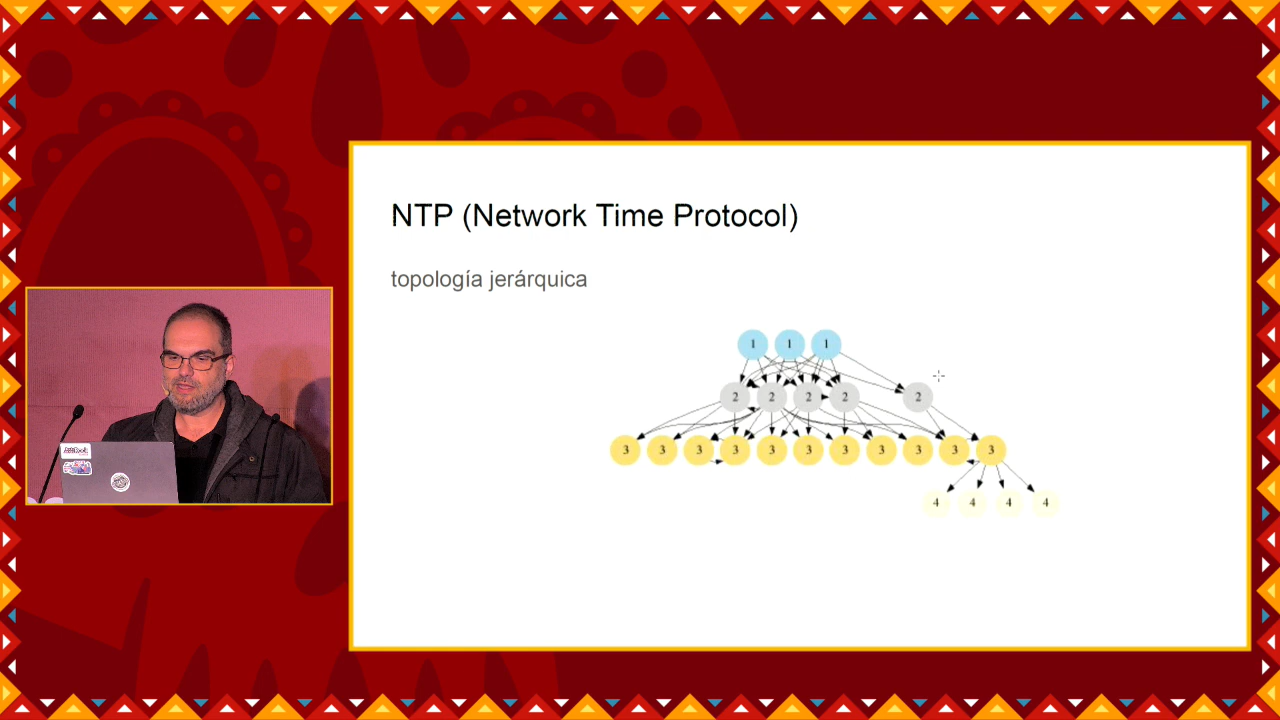 NTP (Network Time Protocol)
topología jerárquica
1 1 1
2 2 2 2 2
3 3 3 3 3 3 3 3 3 3 3
4 4 4 4